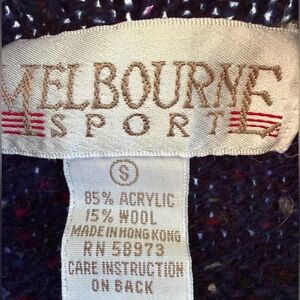 MELBOURNE
SPORT
S
85% ACRYLIC
15% WOOL
MADE IN HONG KONG
RN 58973
CARE INSTRUCTION
ON BACK